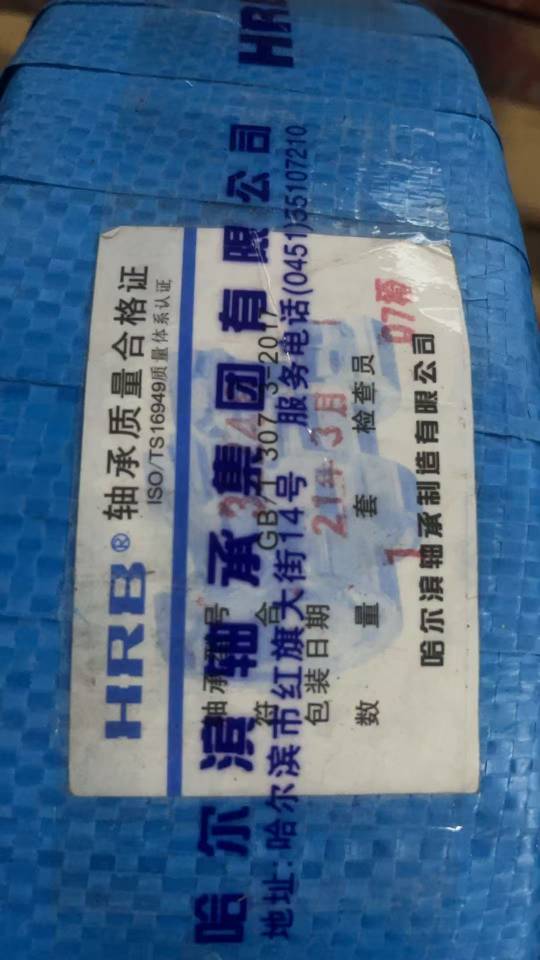 HRB
HRB® 轴承质量合格证
ISO/TS16949质量体系认证
哈尔滨轴承集团有限公司
轴承型号
符合 GB/T 307.3-2017
地址:哈尔滨市红旗大街14号 服务电话(0451)55107210
包装日期 21年3月
数量 1 套 检查员 07
哈尔滨轴承制造有限公司